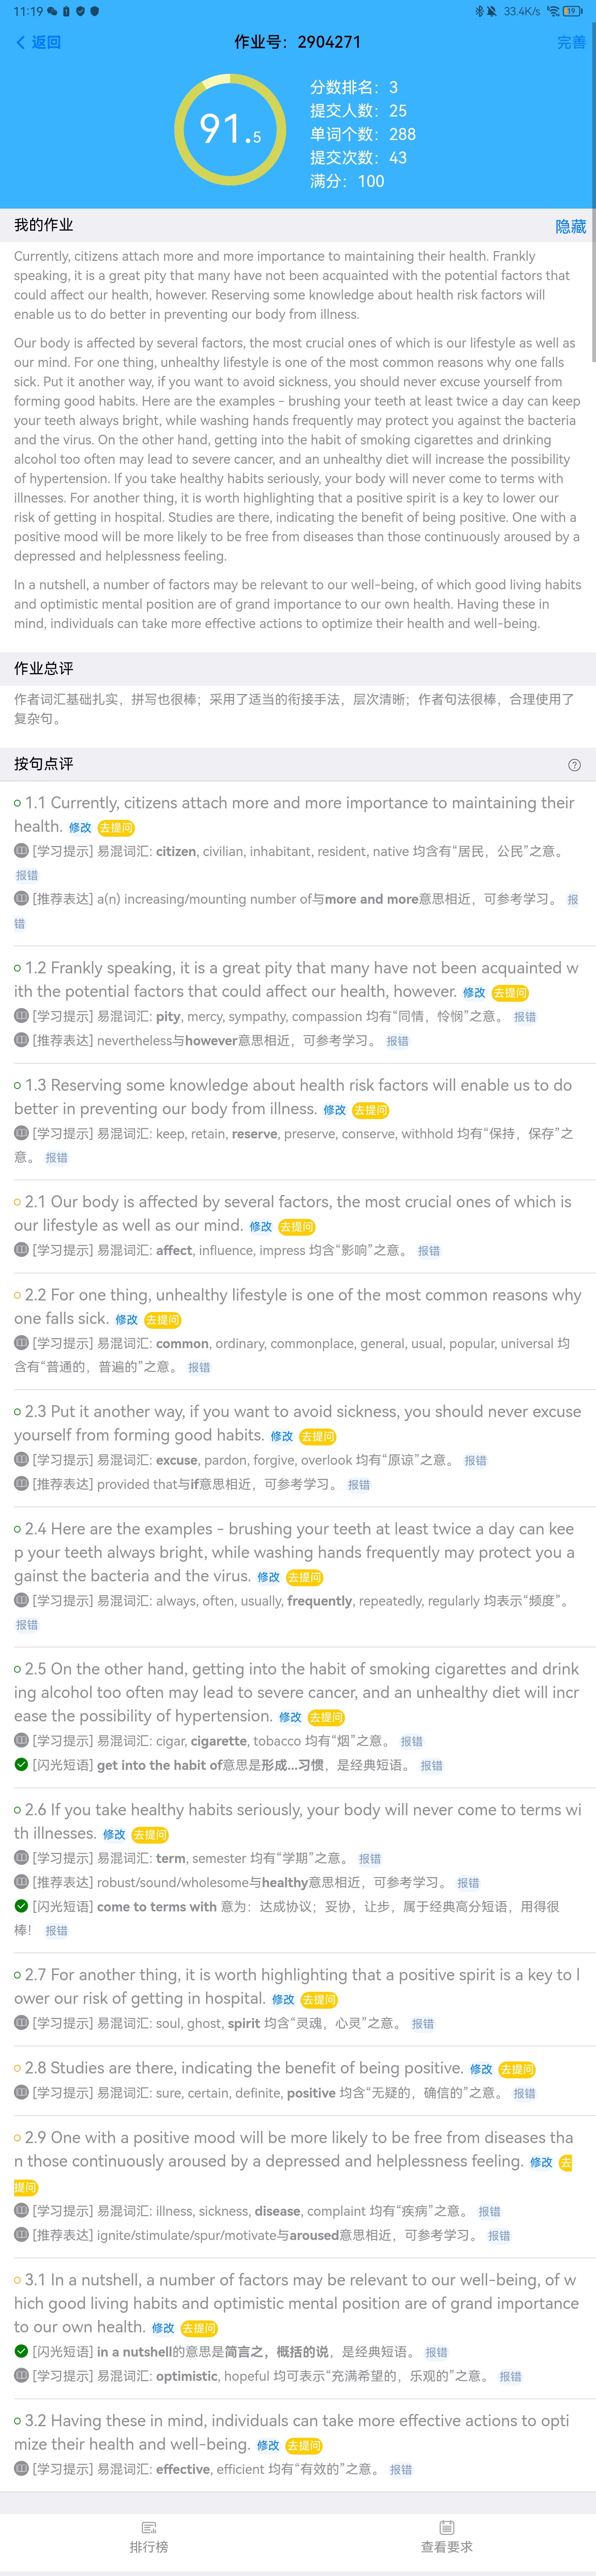 11:19
33.4K/s
19
返回
作业号：2904271
完善
91.5
分数排名：3
提交人数：25
单词个数：288
提交次数：43
满分：100
我的作业
隐藏
Currently, citizens attach more and more importance to maintaining their health. Frankly
speaking, it is a great pity that many have not been acquainted with the potential factors that
could affect our health, however. Reserving some knowledge about health risk factors will
enable us to do better in preventing our body from illness.
Our body is affected by several factors, the most crucial ones of which is our lifestyle as well as
our mind. For one thing, unhealthy lifestyle is one of the most common reasons why one falls
sick. Put it another way, if you want to avoid sickness, you should never excuse yourself from
forming good habits. Here are the examples - brushing your teeth at least twice a day can keep
your teeth always bright, while washing hands frequently may protect you against the bacteria
and the virus. On the other hand, getting into the habit of smoking cigarettes and drinking
alcohol too often may lead to severe cancer, and an unhealthy diet will increase the possibility
of hypertension. If you take healthy habits seriously, your body will never come to terms with
illnesses. For another thing, it is worth highlighting that a positive spirit is a key to lower our
risk of getting in hospital. Studies are there, indicating the benefit of being positive. One with a
positive mood will be more likely to be free from diseases than those continuously aroused by a
depressed and helplessness feeling.
In a nutshell, a number of factors may be relevant to our well-being, of which good living habits
and optimistic mental position are of grand importance to our own health. Having these in
mind, individuals can take more effective actions to optimize their health and well-being.
作业总评
作者词汇基础扎实，拼写也很棒；采用了适当的衔接手法，层次清晰；作者句法很棒，合理使用了
复杂句。
按句点评
1.1 Currently, citizens attach more and more importance to maintaining their
health. 修改 去提问
[学习提示] 易混词汇: citizen, civilian, inhabitant, resident, native 均含有“居民，公民”之意。
报错
[推荐表达] a(n) increasing/mounting number of与more and more意思相近，可参考学习。 报
错
1.2 Frankly speaking, it is a great pity that many have not been acquainted w
ith the potential factors that could affect our health, however. 修改 去提问
[学习提示] 易混词汇: pity, mercy, sympathy, compassion 均有“同情，怜悯”之意。 报错
[推荐表达] nevertheless与however意思相近，可参考学习。 报错
1.3 Reserving some knowledge about health risk factors will enable us to do
better in preventing our body from illness. 修改 去提问
[学习提示] 易混词汇: keep, retain, reserve, preserve, conserve, withhold 均有“保持，保存”之
意。 报错
2.1 Our body is affected by several factors, the most crucial ones of which is
our lifestyle as well as our mind. 修改 去提问
[学习提示] 易混词汇: affect, influence, impress 均含“影响”之意。 报错
2.2 For one thing, unhealthy lifestyle is one of the most common reasons why
one falls sick. 修改 去提问
[学习提示] 易混词汇: common, ordinary, commonplace, general, usual, popular, universal 均
含有“普通的，普遍的”之意。 报错
2.3 Put it another way, if you want to avoid sickness, you should never excuse
yourself from forming good habits. 修改 去提问
[学习提示] 易混词汇: excuse, pardon, forgive, overlook 均有“原谅”之意。 报错
[推荐表达] provided that与if意思相近，可参考学习。 报错
2.4 Here are the examples - brushing your teeth at least twice a day can kee
p your teeth always bright, while washing hands frequently may protect you a
gainst the bacteria and the virus. 修改 去提问
[学习提示] 易混词汇: always, often, usually, frequently, repeatedly, regularly 均表示“频度”。
报错
2.5 On the other hand, getting into the habit of smoking cigarettes and drink
ing alcohol too often may lead to severe cancer, and an unhealthy diet will incr
ease the possibility of hypertension. 修改 去提问
[学习提示] 易混词汇: cigar, cigarette, tobacco 均有“烟”之意。 报错
[闪光短语] get into the habit of意思是形成...习惯，是经典短语。 报错
2.6 If you take healthy habits seriously, your body will never come to terms wi
th illnesses. 修改 去提问
[学习提示] 易混词汇: term, semester 均有“学期”之意。 报错
[推荐表达] robust/sound/wholesome与healthy意思相近，可参考学习。 报错
[闪光短语] come to terms with 意为：达成协议；妥协，让步，属于经典高分短语，用得很
棒！ 报错
2.7 For another thing, it is worth highlighting that a positive spirit is a key to l
ower our risk of getting in hospital. 修改 去提问
[学习提示] 易混词汇: soul, ghost, spirit 均含“灵魂，心灵”之意。 报错
2.8 Studies are there, indicating the benefit of being positive. 修改 去提问
[学习提示] 易混词汇: sure, certain, definite, positive 均含“无疑的，确信的”之意。 报错
2.9 One with a positive mood will be more likely to be free from diseases tha
n those continuously aroused by a depressed and helplessness feeling. 修改 去
提问
[学习提示] 易混词汇: illness, sickness, disease, complaint 均有“疾病”之意。 报错
[推荐表达] ignite/stimulate/spur/motivate与aroused意思相近，可参考学习。 报错
3.1 In a nutshell, a number of factors may be relevant to our well-being, of w
hich good living habits and optimistic mental position are of grand importance
to our own health. 修改 去提问
[闪光短语] in a nutshell的意思是简言之，概括的说，是经典短语。 报错
[学习提示] 易混词汇: optimistic, hopeful 均可表示“充满希望的，乐观的”之意。 报错
3.2 Having these in mind, individuals can take more effective actions to opti
mize their health and well-being. 修改 去提问
[学习提示] 易混词汇: effective, efficient 均有“有效的”之意。 报错
排行榜
查看要求